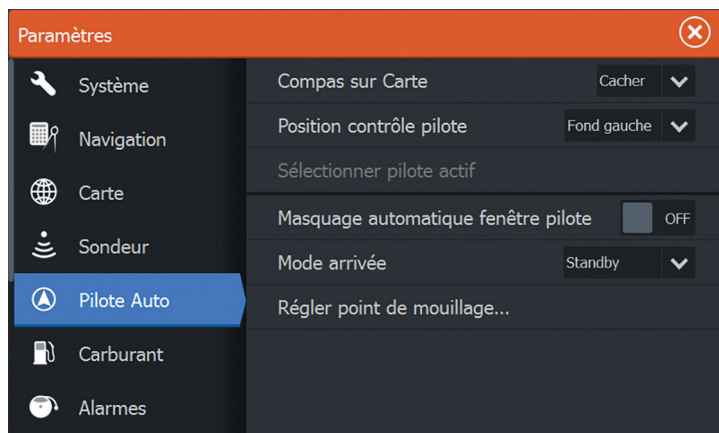 Paramètres
Système
Navigation
Carte
Sondeur
Pilote Auto
Carburant
Alarmes
Compas sur Carte Cacher
Position contrôle pilote Fond gauche
Sélectionner pilote actif
Masquage automatique fenêtre pilote OFF
Mode arrivée Standby
Régler point de mouillage...